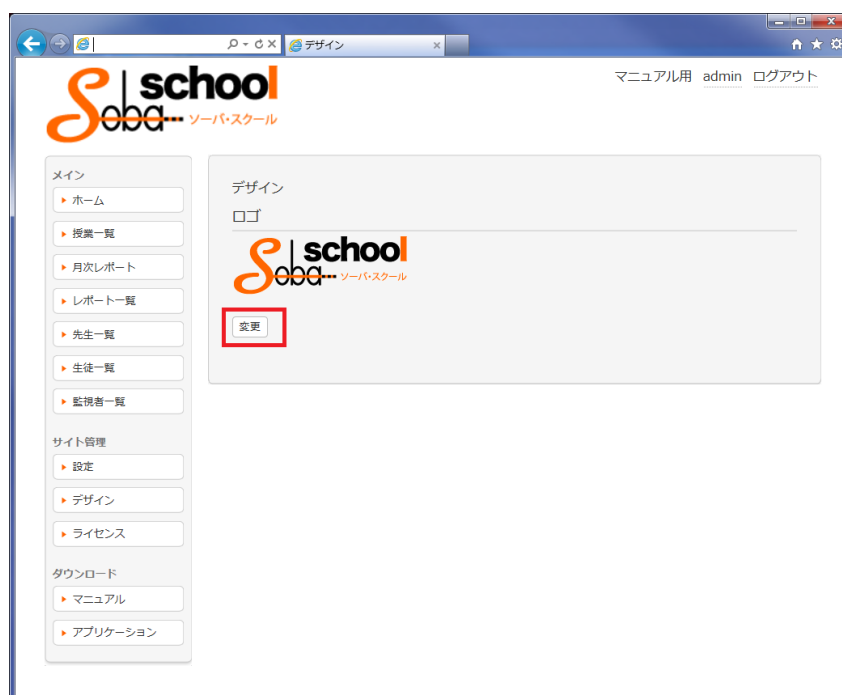 デザイン
school
Soba
ソーバ・スクール
マニュアル用 admin ログアウト
メイン
ホーム
授業一覧
月次レポート
レポート一覧
先生一覧
生徒一覧
監視者一覧
サイト管理
設定
デザイン
ライセンス
ダウンロード
マニュアル
アプリケーション
デザイン
ロゴ
school
Soba
ソーバ・スクール
変更